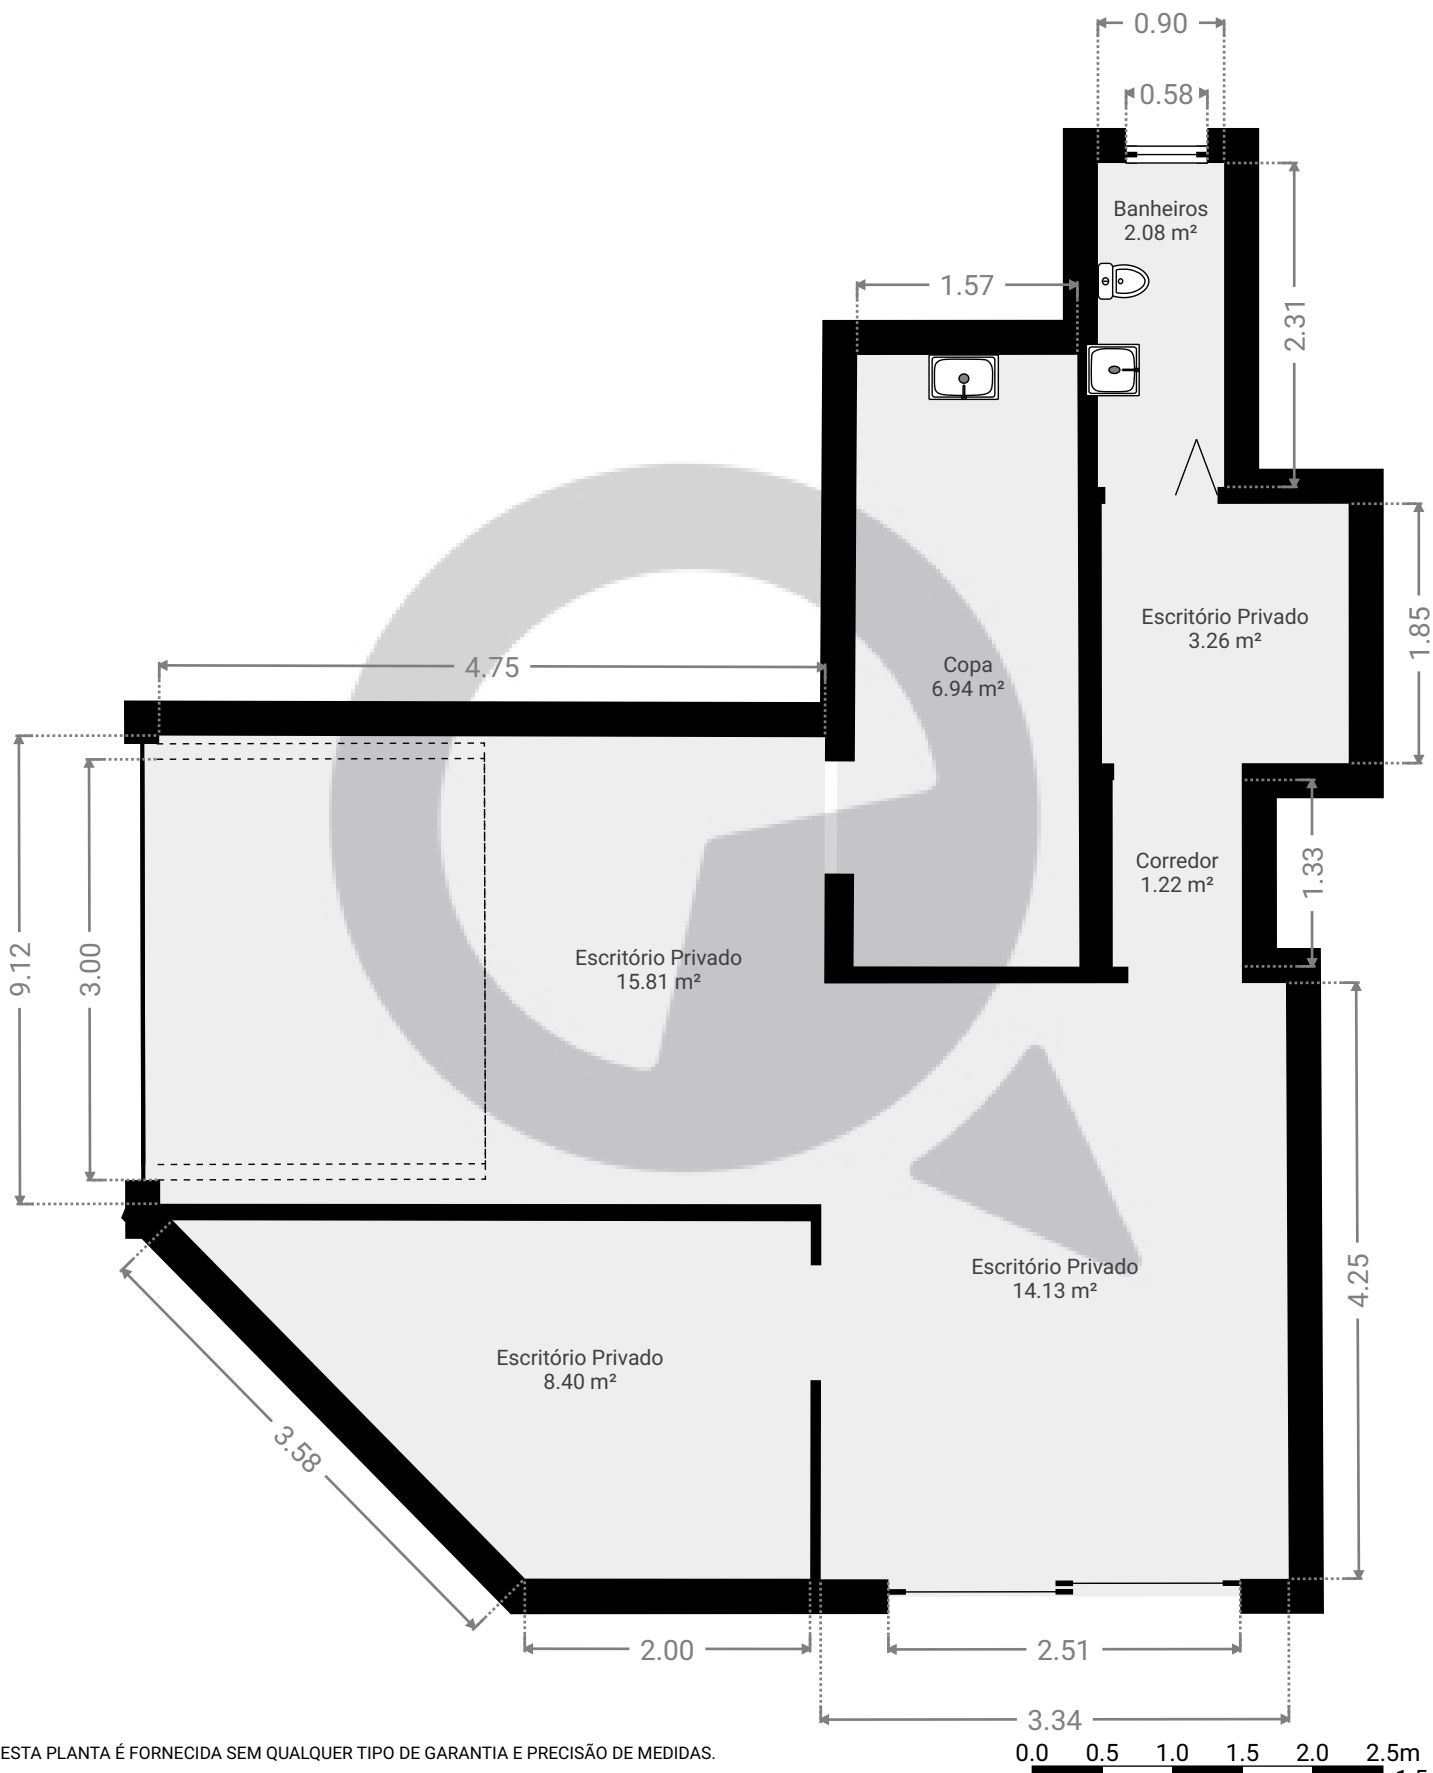 0.90
0.58
Banheiros
2.08 m²
1.57
2.31
Escritório Privado
3.26 m²
1.85
4.75
Copa
6.94 m²
Corredor
1.22 m²
1.33
9.12
3.00
Escritório Privado
15.81 m²
Escritório Privado
14.13 m²
4.25
Escritório Privado
8.40 m²
3.58
2.00
2.51
3.34
ESTA PLANTA É FORNECIDA SEM QUALQUER TIPO DE GARANTIA E PRECISÃO DE MEDIDAS.
0.0 0.5 1.0 1.5 2.0 2.5m